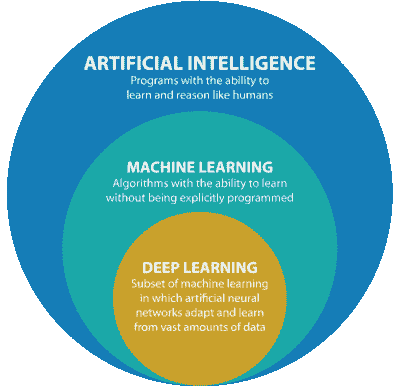 ARTIFICIAL INTELLIGENCE
Programs with the ability to
learn and reason like humans
MACHINE LEARNING
Algorithms with the ability to learn
without being explicitly programmed
DEEP LEARNING
Subset of machine learning
in which artificial neural
networks adapt and learn
from vast amounts of data